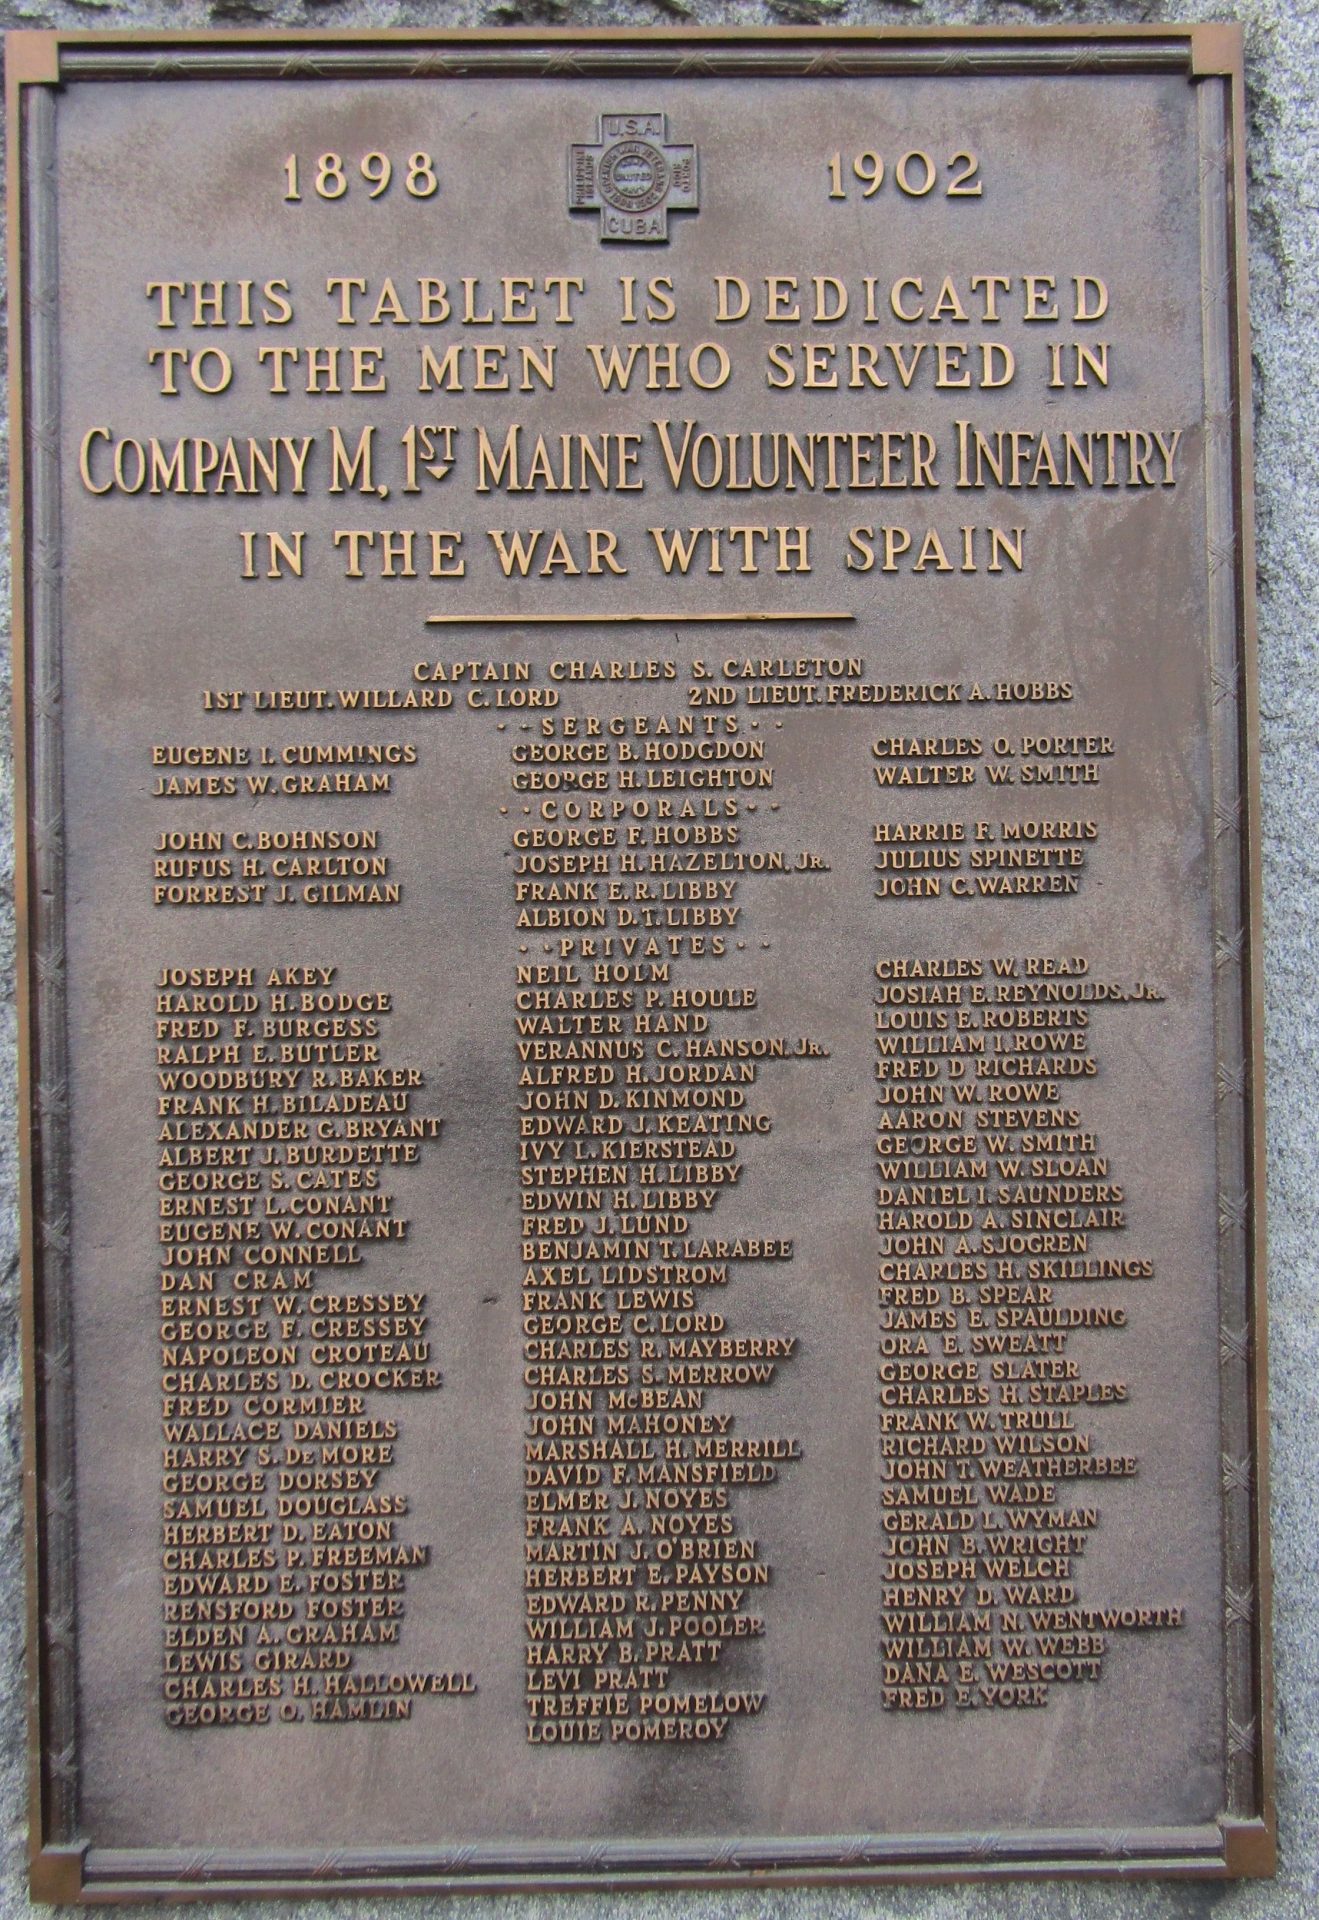 1898
U.S.A.
PHILIPPINE ISLANDS
SPANISH WAR VETERANS
UNITED
1898 1902
PORTO RICO
CUBA
1902
THIS TABLET IS DEDICATED
TO THE MEN WHO SERVED IN
COMPANY M, 1ST MAINE VOLUNTEER INFANTRY
IN THE WAR WITH SPAIN
CAPTAIN CHARLES S. CARLETON
1ST LIEUT. WILLARD C. LORD 2ND LIEUT. FREDERICK A. HOBBS
· · SERGEANTS · ·
EUGENE I. CUMMINGS
JAMES W. GRAHAM
GEORGE B. HODGDON
GEORGE H. LEIGHTON
CHARLES O. PORTER
WALTER W. SMITH
· · CORPORALS · ·
JOHN C. BOHNSON
RUFUS H. CARLTON
FORREST J. GILMAN
GEORGE F. HOBBS
JOSEPH H. HAZELTON, JR.
FRANK E. R. LIBBY
ALBION D. T. LIBBY
HARRIE F. MORRIS
JULIUS SPINETTE
JOHN C. WARREN
· · PRIVATES · ·
JOSEPH AKEY
HAROLD H. BODGE
FRED F. BURGESS
RALPH E. BUTLER
WOODBURY R. BAKER
FRANK H. BILADEAU
ALEXANDER G. BRYANT
ALBERT J. BURDETTE
GEORGE S. CATES
ERNEST L. CONANT
EUGENE W. CONANT
JOHN CONNELL
DAN CRAM
ERNEST W. CRESSEY
GEORGE F. CRESSEY
NAPOLEON CROTEAU
CHARLES D. CROCKER
FRED CORMIER
WALLACE DANIELS
HARRY S. DE MORE
GEORGE DORSEY
SAMUEL DOUGLASS
HERBERT D. EATON
CHARLES P. FREEMAN
EDWARD E. FOSTER
RENSFORD FOSTER
ELDEN A. GRAHAM
LEWIS GIRARD
CHARLES H. HALLOWELL
GEORGE O. HAMLIN
NEIL HOLM
CHARLES P. HOULE
WALTER HAND
VERANNUS C. HANSON, JR.
ALFRED H. JORDAN
JOHN D. KINMOND
EDWARD J. KEATING
IVY L. KIERSTEAD
STEPHEN H. LIBBY
EDWIN H. LIBBY
FRED J. LUND
BENJAMIN T. LARABEE
AXEL LIDSTROM
FRANK LEWIS
GEORGE C. LORD
CHARLES R. MAYBERRY
CHARLES S. MERROW
JOHN McBEAN
JOHN MAHONEY
MARSHALL H. MERRILL
DAVID F. MANSFIELD
ELMER J. NOYES
FRANK A. NOYES
MARTIN J. O'BRIEN
HERBERT E. PAYSON
EDWARD R. PENNY
WILLIAM J. POOLER
HARRY B. PRATT
LEVI PRATT
TREFFIE POMELOW
LOUIE POMEROY
CHARLES W. READ
JOSIAH E. REYNOLDS, JR.
LOUIS E. ROBERTS
WILLIAM I. ROWE
FRED D RICHARDS
JOHN W. ROWE
AARON STEVENS
GEORGE W. SMITH
WILLIAM W. SLOAN
DANIEL I. SAUNDERS
HAROLD A. SINCLAIR
JOHN A. SJOGREN
CHARLES H. SKILLINGS
FRED B. SPEAR
JAMES E. SPAULDING
ORA E. SWEATT
GEORGE SLATER
CHARLES H. STAPLES
FRANK W. TRULL
RICHARD WILSON
JOHN T. WEATHERBEE
SAMUEL WADE
GERALD L. WYMAN
JOHN B. WRIGHT
JOSEPH WELCH
HENRY D. WARD
WILLIAM N. WENTWORTH
WILLIAM W. WEBB
DANA E. WESCOTT
FRED E. YORK